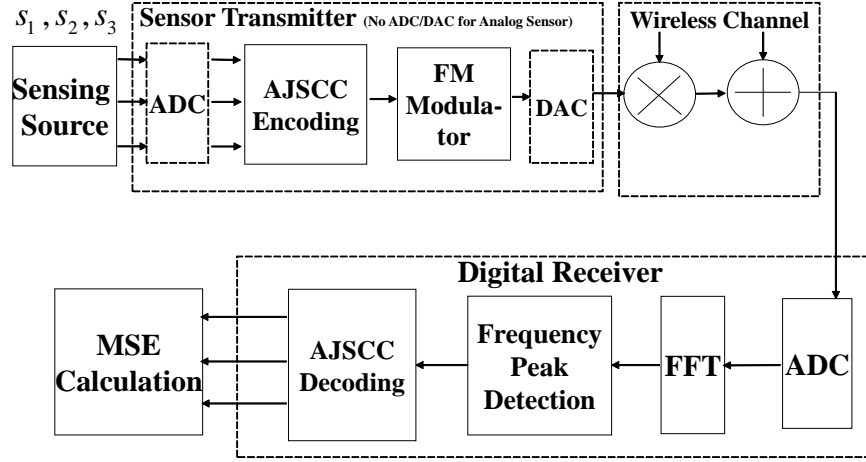 s1 , s2 , s3
Sensor Transmitter (No ADC/DAC for Analog Sensor)
Wireless Channel
Sensing
Source
ADC
AJSCC
Encoding
FM
Modula-
tor
DAC
Digital Receiver
MSE
Calculation
AJSCC
Decoding
Frequency
Peak
Detection
FFT
ADC